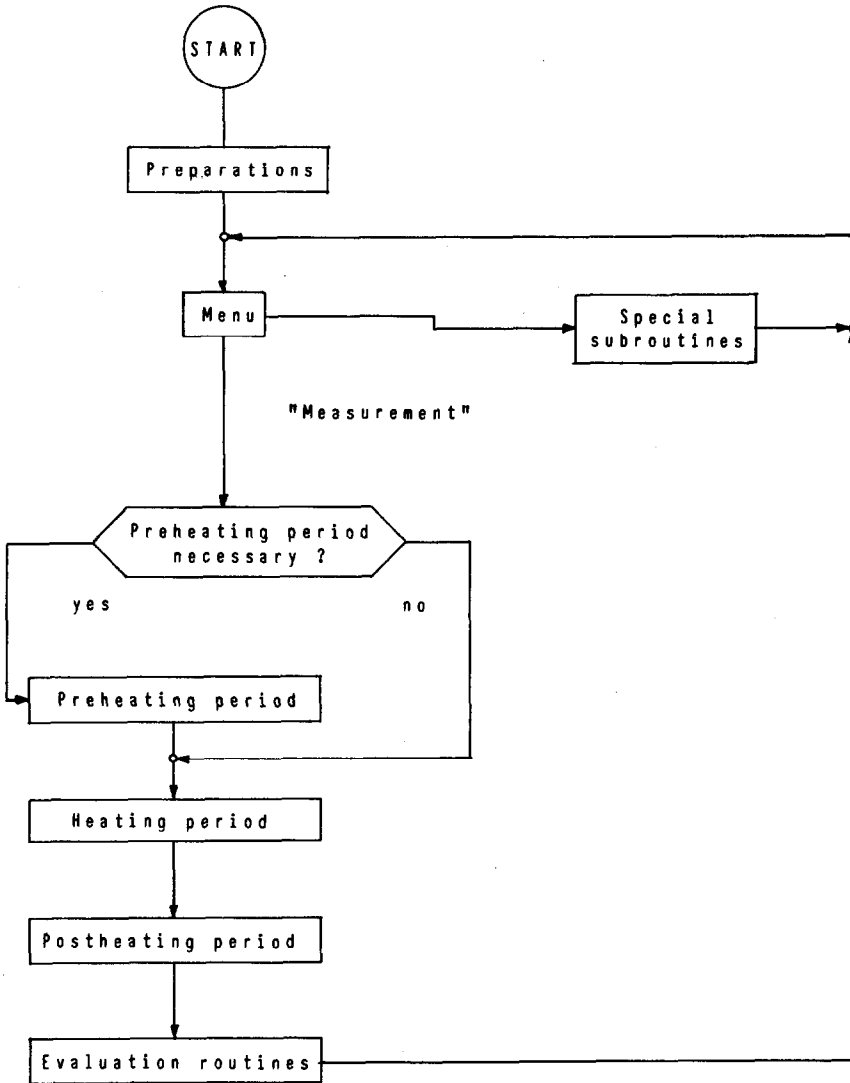 START
Preparations
Menu
Special
subroutines
"Measurement"
Preheating period
necessary ?
yes
no
Preheating period
Heating period
Postheating period
Evaluation routines